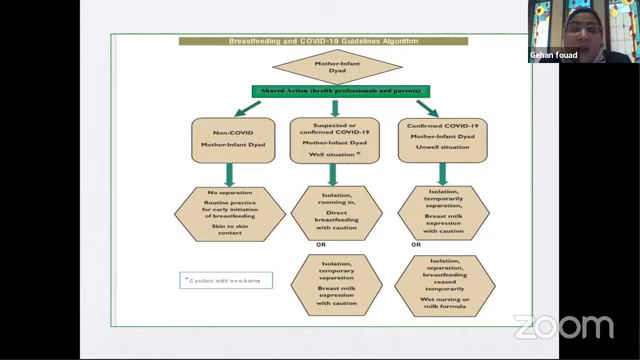 Breastfeeding and COVID-19 Guidelines Algorithm
Gehan fouad
Mother-Infant
Dyad
Shared Action (health professionals and parents)
Non-COVID
Mother-Infant Dyad
Suspected or
confirmed COVID-19
Mother-Infant Dyad
Well situation *
Confirmed COVID-19
Mother-Infant Dyad
Unwell situation
No separation
Routine practice
for early initiation
of breastfeeding
Skin to skin
contact
Isolation,
rooming in,
Direct
breastfeeding
with caution
Isolation,
temporarily
separation,
Breast milk
expression
with caution
OR
OR
Isolation,
temporary
separation
Breast milk
expression
with caution
Isolation,
separation,
breastfeeding
ceased
temporarily
Wet nursing or
milk formula
* Caution with newborns
zoom